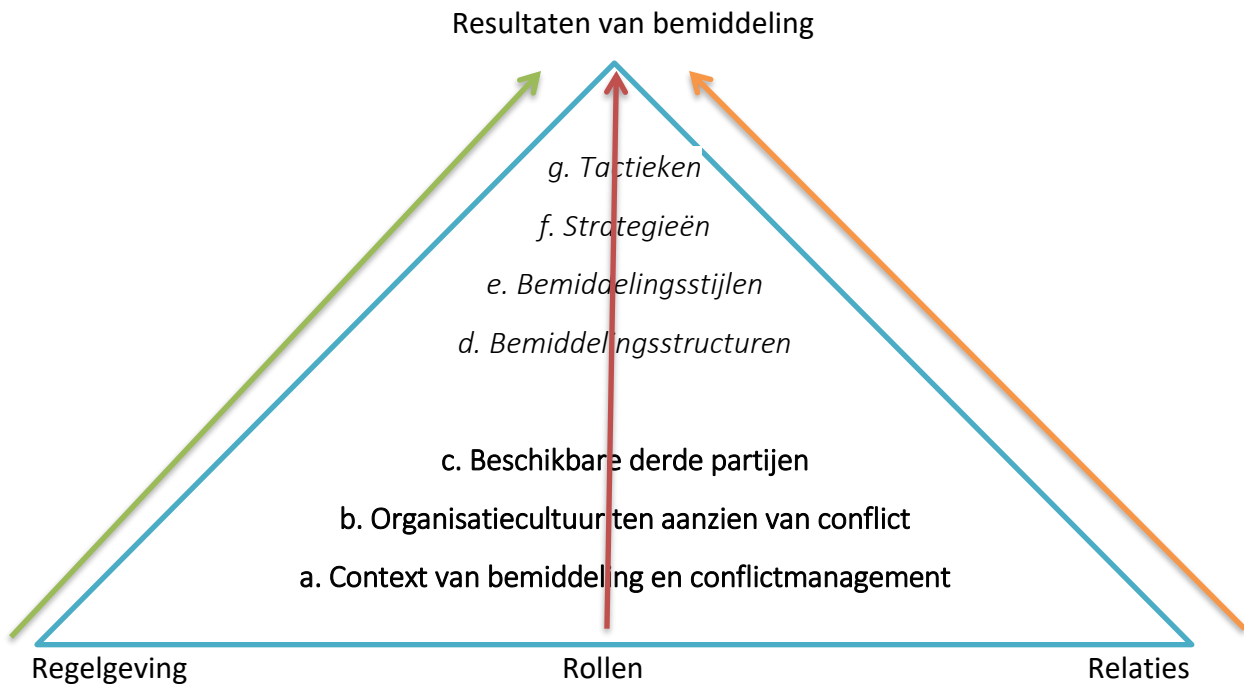 Resultaten van bemiddeling
g. Tactieken
f. Strategieën
e. Bemiddelingsstijlen
d. Bemiddelingsstructuren
c. Beschikbare derde partijen
b. Organisatiecultuur ten aanzien van conflict
a. Context van bemiddeling en conflictmanagement
Regelgeving
Rollen
Relaties